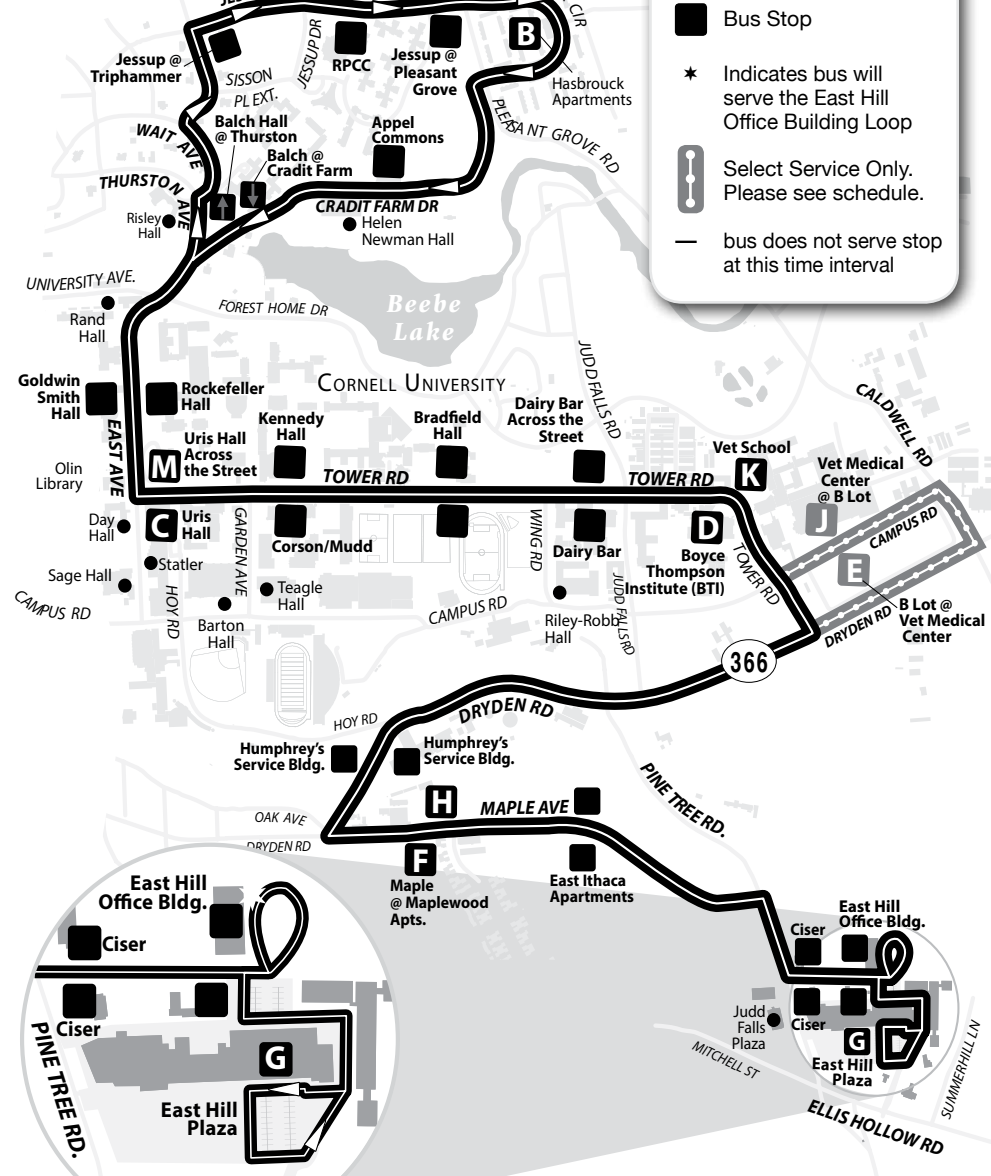 Bus Stop
Indicates bus will
serve the East Hill
Office Building Loop
Select Service Only.
Please see schedule.
— bus does not serve stop
at this time interval
CIR
Jessup @
Triphammer
SISSON
PL EXT.
JESSUP DR
RPCC
Jessup @
Pleasant
Grove
B
Hasbrouck
Apartments
PLEASANT GROVE RD
WAIT AVE
Balch Hall
@ Thurston
Balch @
Cradit Farm
Appel
Commons
THURSTON AVE
Risley
Hall
CRADIT FARM DR
Helen
Newman Hall
UNIVERSITY AVE.
Rand
Hall
FOREST HOME DR
Beebe
Lake
CORNELL UNIVERSITY
JUDD FALLS RD
CALDWELL RD
Goldwin
Smith
Hall
Rockefeller
Hall
EAST AVE
M
Uris Hall
Across
the Street
Kennedy
Hall
Bradfield
Hall
Dairy Bar
Across the
Street
Vet School
K
Olin
Library
TOWER RD
TOWER RD
Vet Medical
Center
@ B Lot
J
CAMPUS RD
Day
Hall
C
Uris
Hall
GARDEN AVE
Corson/Mudd
WING RD
Dairy Bar
D
Boyce
Thompson
Institute (BTI)
TOWER RD
E
B Lot @
Vet Medical
Center
DRYDEN RD
Statler
Sage Hall
CAMPUS RD
HOY RD
Barton
Hall
Teagle
Hall
CAMPUS RD
Riley-Robb
Hall
JUDD FALLS RD
366
DRYDEN RD
HOY RD
Humphrey's
Service Bldg.
Humphrey's
Service Bldg.
H
MAPLE AVE
PINE TREE RD.
OAK AVE
DRYDEN RD
F
Maple
@ Maplewood
Apts.
East Ithaca
Apartments
East Hill
Office Bldg.
Ciser
Ciser
PINE TREE RD.
G
East Hill
Plaza
East Hill
Office Bldg.
Ciser
Ciser
Judd
Falls
Plaza
G
East Hill
Plaza
MITCHELL ST
SUMMERHILL LN
ELLIS HOLLOW RD